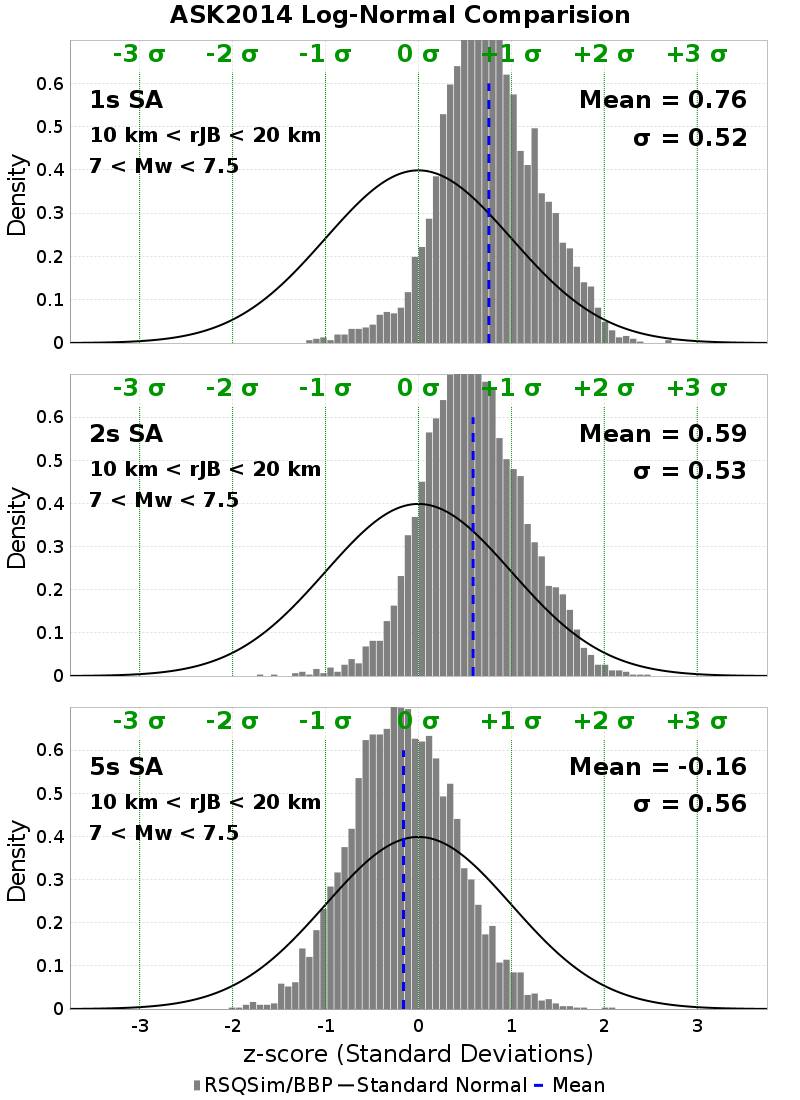 ASK2014 Log-Normal Comparision
-3 σ -2 σ -1 σ 0 σ +1 σ +2 σ +3 σ
1s SA
10 km < rJB < 20 km
7 < Mw < 7.5
Mean = 0.76
σ = 0.52
Density
0.6
0.5
0.4
0.3
0.2
0.1
0
-3 σ -2 σ -1 σ 0 σ +1 σ +2 σ +3 σ
2s SA
10 km < rJB < 20 km
7 < Mw < 7.5
Mean = 0.59
σ = 0.53
Density
0.6
0.5
0.4
0.3
0.2
0.1
0
-3 σ -2 σ -1 σ 0 σ +1 σ +2 σ +3 σ
5s SA
10 km < rJB < 20 km
7 < Mw < 7.5
Mean = -0.16
σ = 0.56
Density
0.6
0.5
0.4
0.3
0.2
0.1
0
-3 -2 -1 0 1 2 3
z-score (Standard Deviations)
RSQSim/BBP Standard Normal Mean